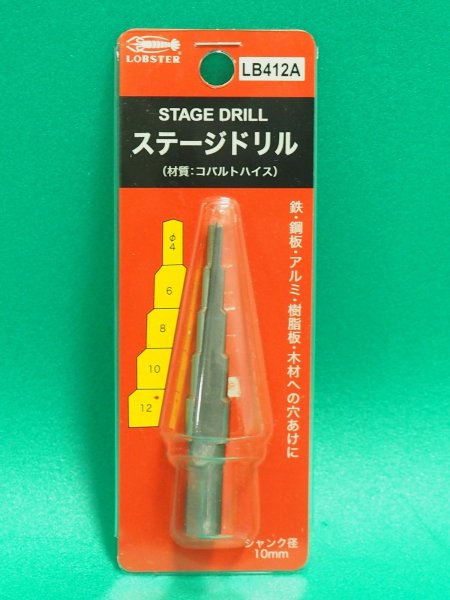 LOBSTER
LB412A
STAGE DRILL
ステージドリル
(材質:コバルトハイス)
鉄・鋼板・アルミ・樹脂板・木材への穴あけに
φ4
6
8
10
12*
シャンク径
10mm